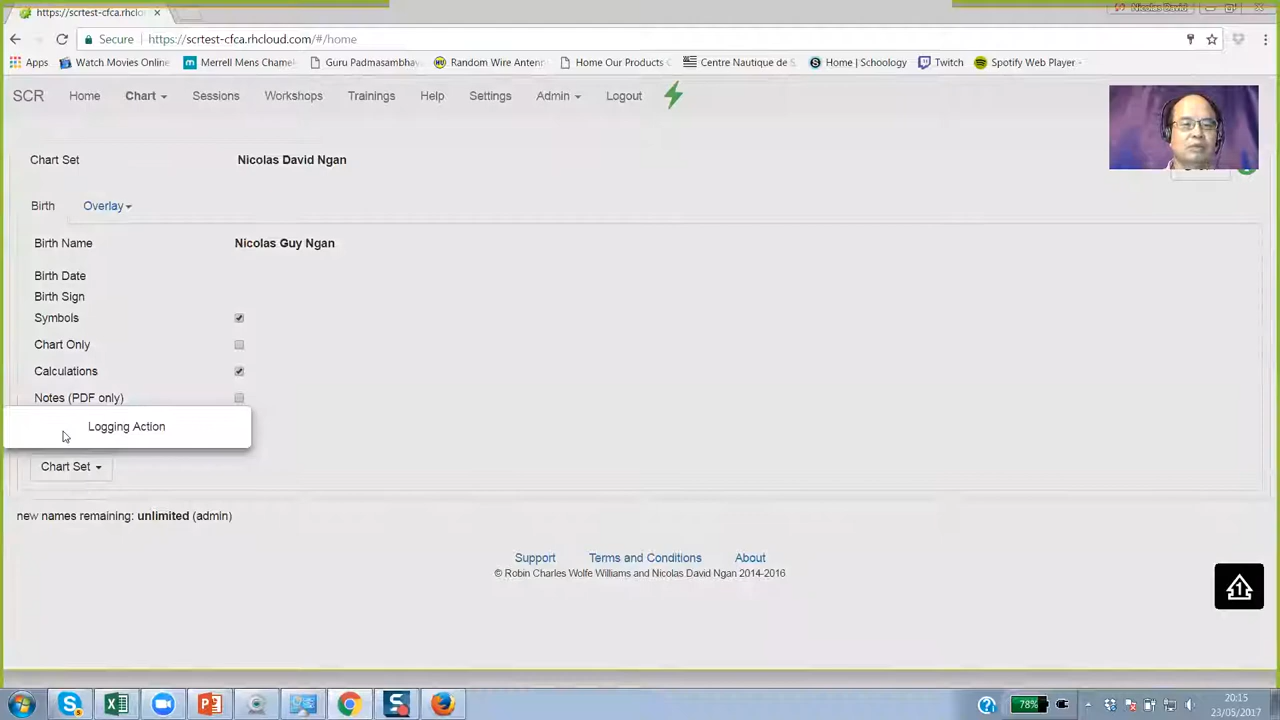 https://scrtest-cfca.rhcloud. ×
Nicolas David
Secure https://scrtest-cfca.rhcloud.com/#/home
Apps Watch Movies Online Merrell Mens Chamel Guru Padmasambhav Random Wire Antenn Home Our Products C Centre Nautique de S Home | Schoology Twitch Spotify Web Player -
SCR Home Chart Sessions Workshops Trainings Help Settings Admin Logout
Chart Set Nicolas David Ngan
Birth Overlay
Birth Name Nicolas Guy Ngan
Birth Date
Birth Sign
Symbols
Chart Only
Calculations
Notes (PDF only)
Logging Action
Chart Set
new names remaining: unlimited (admin)
Support Terms and Conditions About
© Robin Charles Wolfe Williams and Nicolas David Ngan 2014-2016
1
78%
20:15
23/05/2017